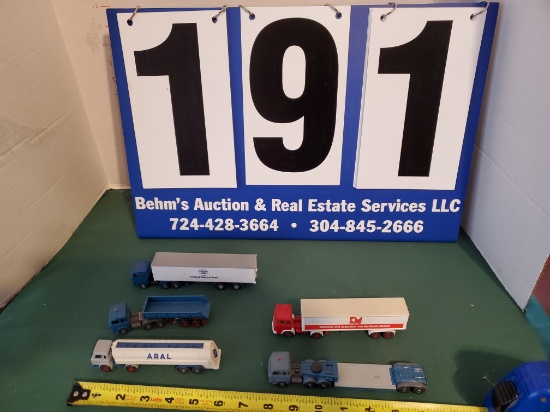 191
Behm's Auction & Real Estate Services LLC
724-428-3664 • 304-845-2666
ARAL